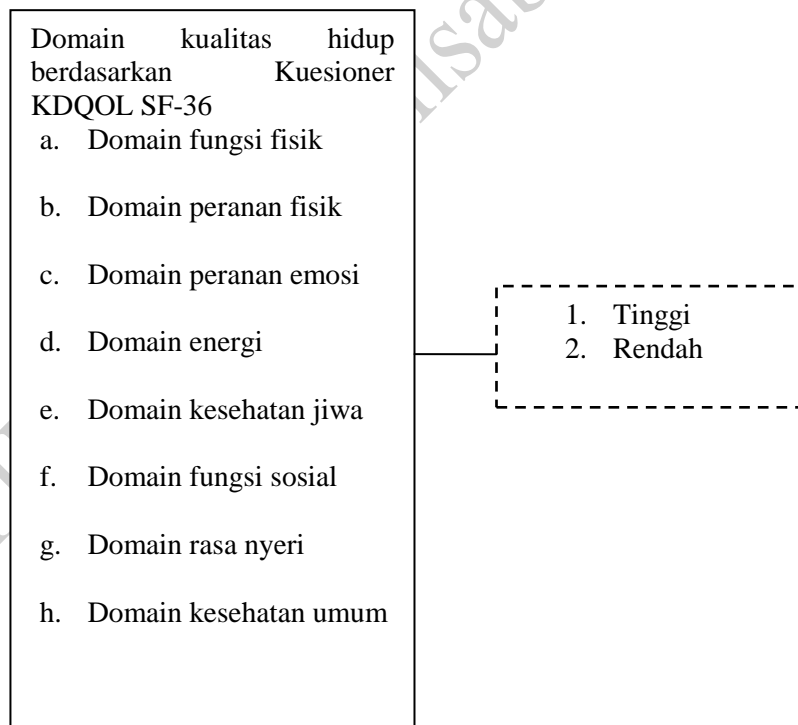 Domain kualitas hidup
berdasarkan Kuesioner
KDQOL SF-36
a. Domain fungsi fisik
b. Domain peranan fisik
c. Domain peranan emosi
d. Domain energi
e. Domain kesehatan jiwa
f. Domain fungsi sosial
g. Domain rasa nyeri
h. Domain kesehatan umum
1. Tinggi
2. Rendah